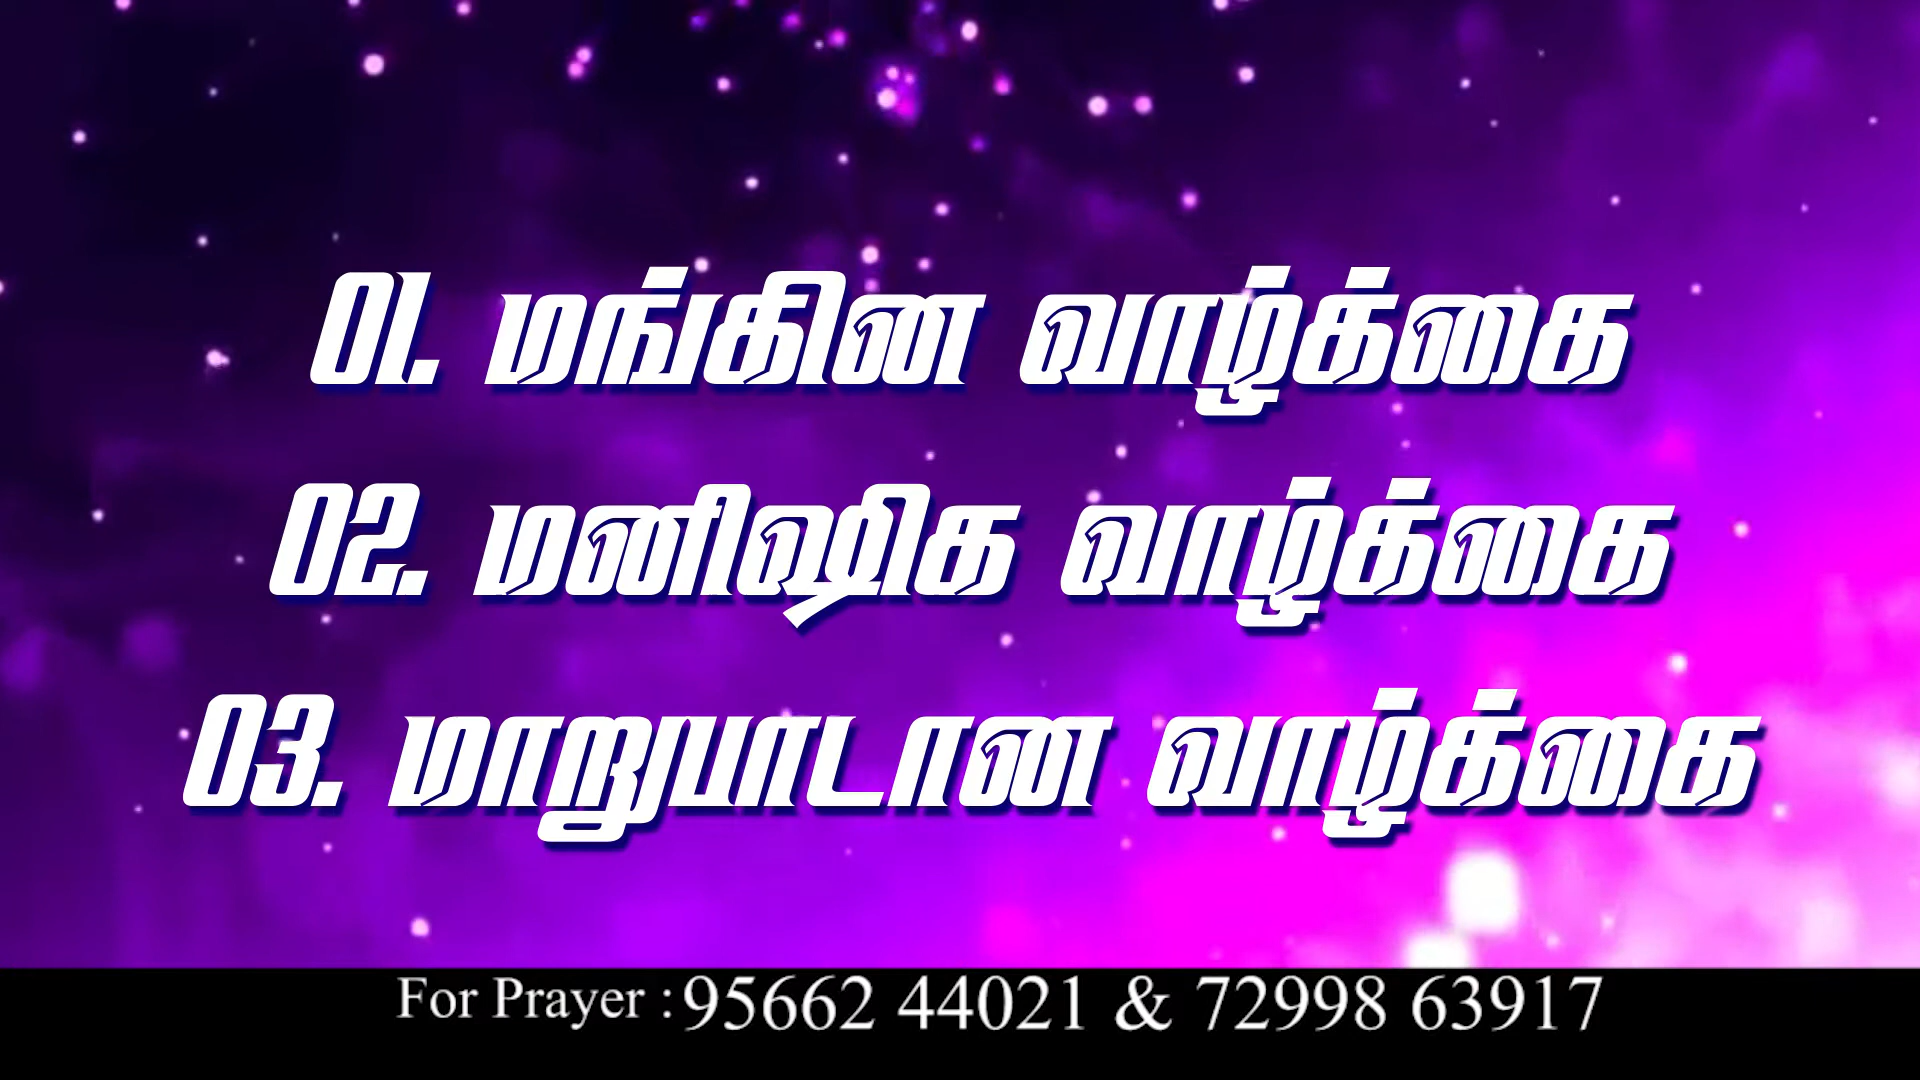 01. மங்கின வாழ்க்கை
02. மனிஷிக வாழ்க்கை
03. மாறுபாடான வாழ்க்கை
For Prayer : 95662 44021 & 72998 63917